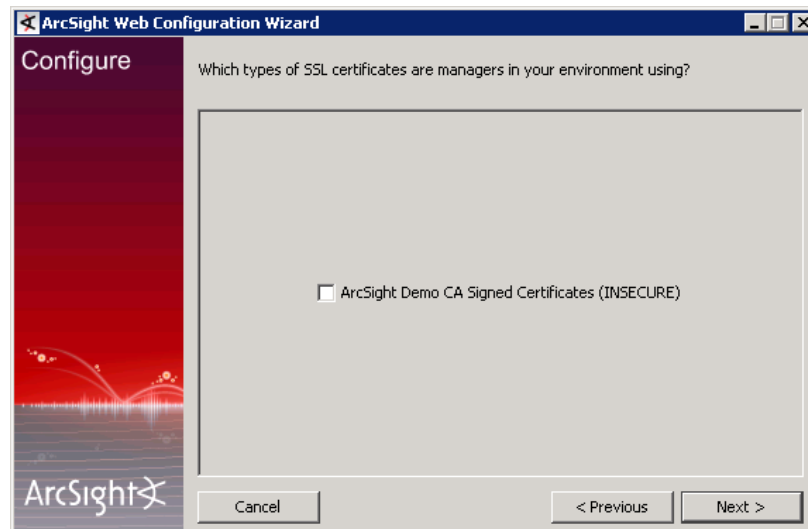 ArcSight Web Configuration Wizard
Configure
Which types of SSL certificates are managers in your environment using?
ArcSight Demo CA Signed Certificates (INSECURE)
ArcSight
Cancel
< Previous
Next >